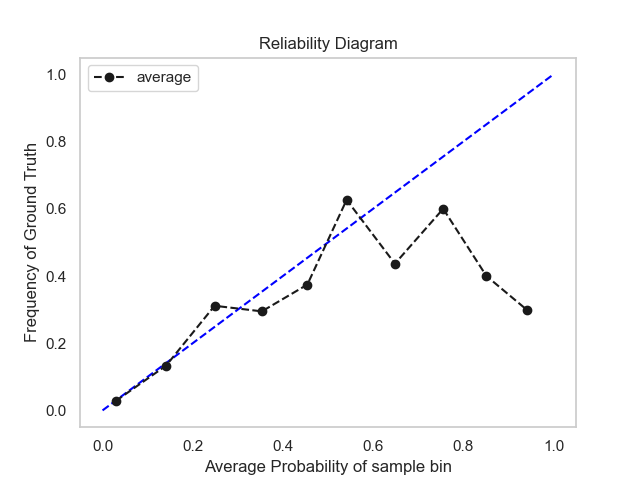 Reliability Diagram
average
Frequency of Ground Truth
1.0
0.8
0.6
0.4
0.2
0.0
0.0 0.2 0.4 0.6 0.8 1.0
Average Probability of sample bin